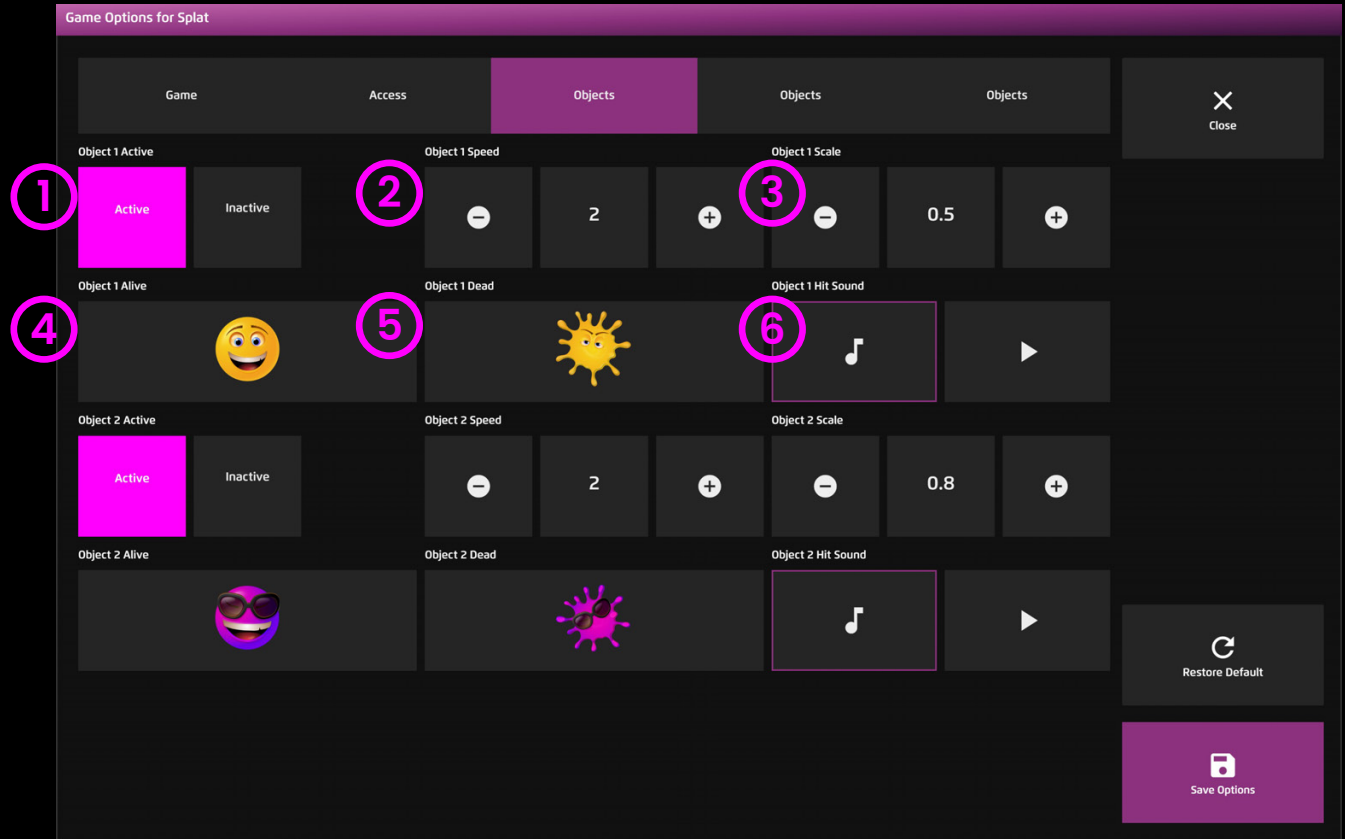 Game Options for Splat
Game Access Objects Objects Objects
Close
Object 1 Active Object 1 Speed Object 1 Scale
1 Active Inactive 2 2 3 0.5
Object 1 Alive Object 1 Dead Object 1 Hit Sound
4 5 6
Object 2 Active Object 2 Speed Object 2 Scale
Active Inactive 2 0.8
Object 2 Alive Object 2 Dead Object 2 Hit Sound
Restore Default
Save Options